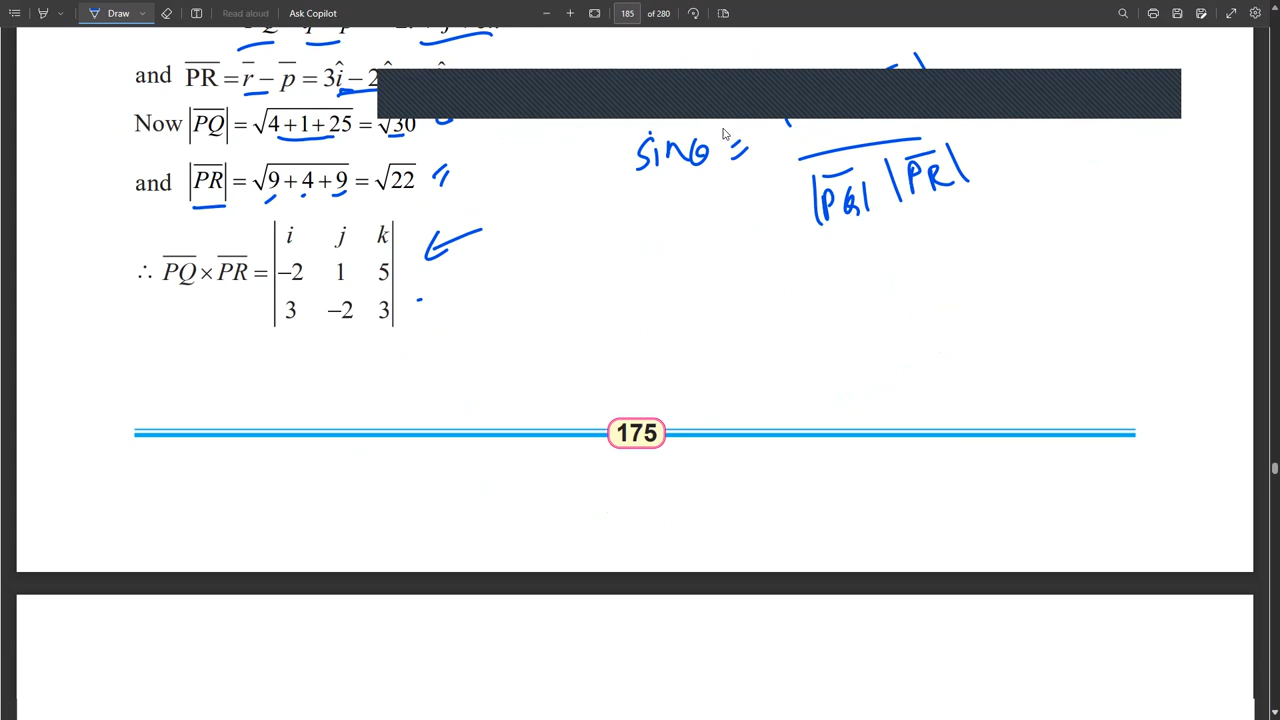 Draw
Read aloud
Ask Copilot
185 of 280
and PR = r − p = 3i − 2
Now |PQ| = √4+1+25 = √30
sinθ =
|PQ| |PR|
and |PR| = √9+4+9 = √22
i j k
∴ PQ × PR = −2 1 5
3 −2 3
175